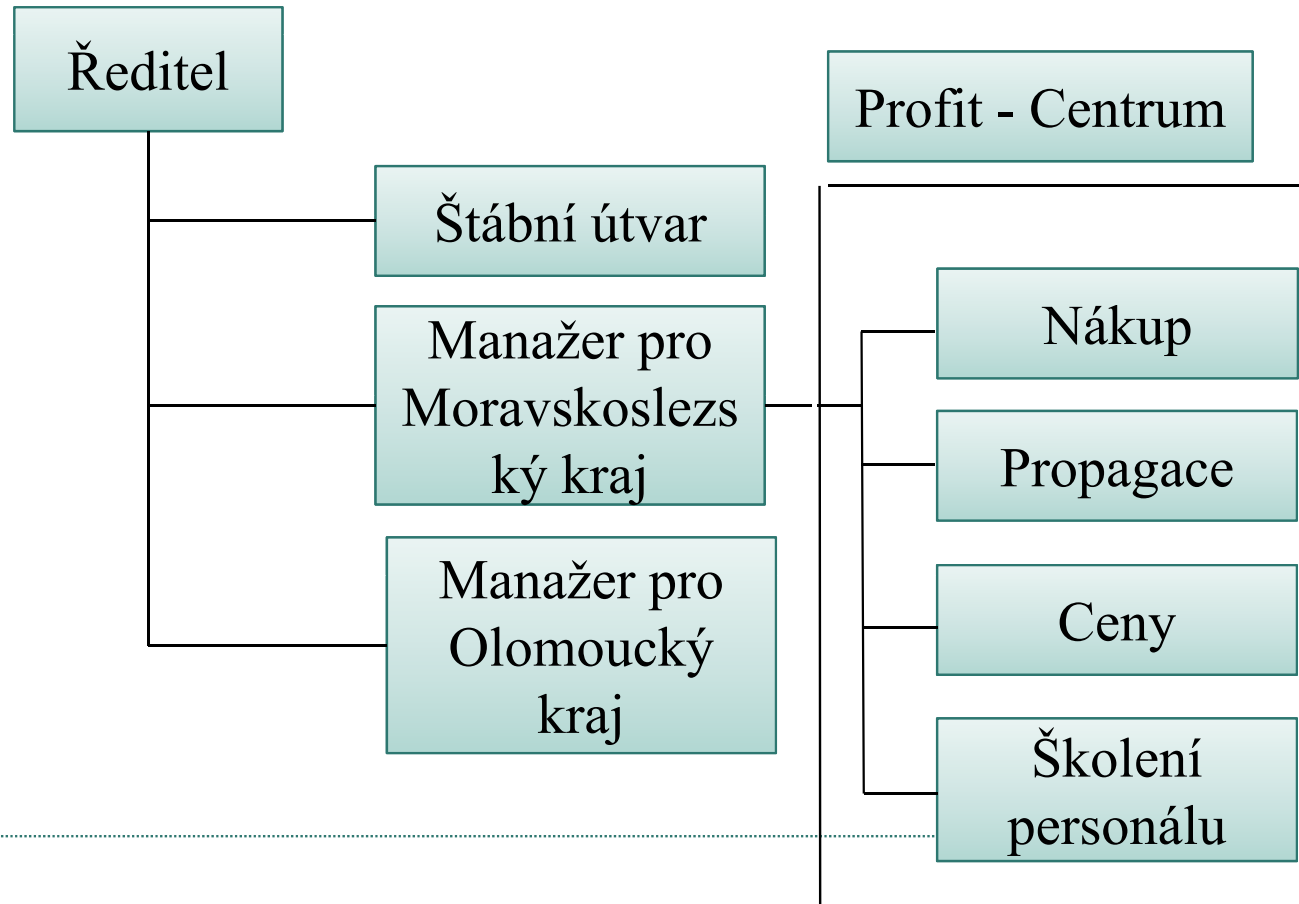 Ředitel
Profit - Centrum
Štábní útvar
Manažer pro
Moravskoslezs
ký kraj
Manažer pro
Olomoucký
kraj
Nákup
Propagace
Ceny
Školení
personálu